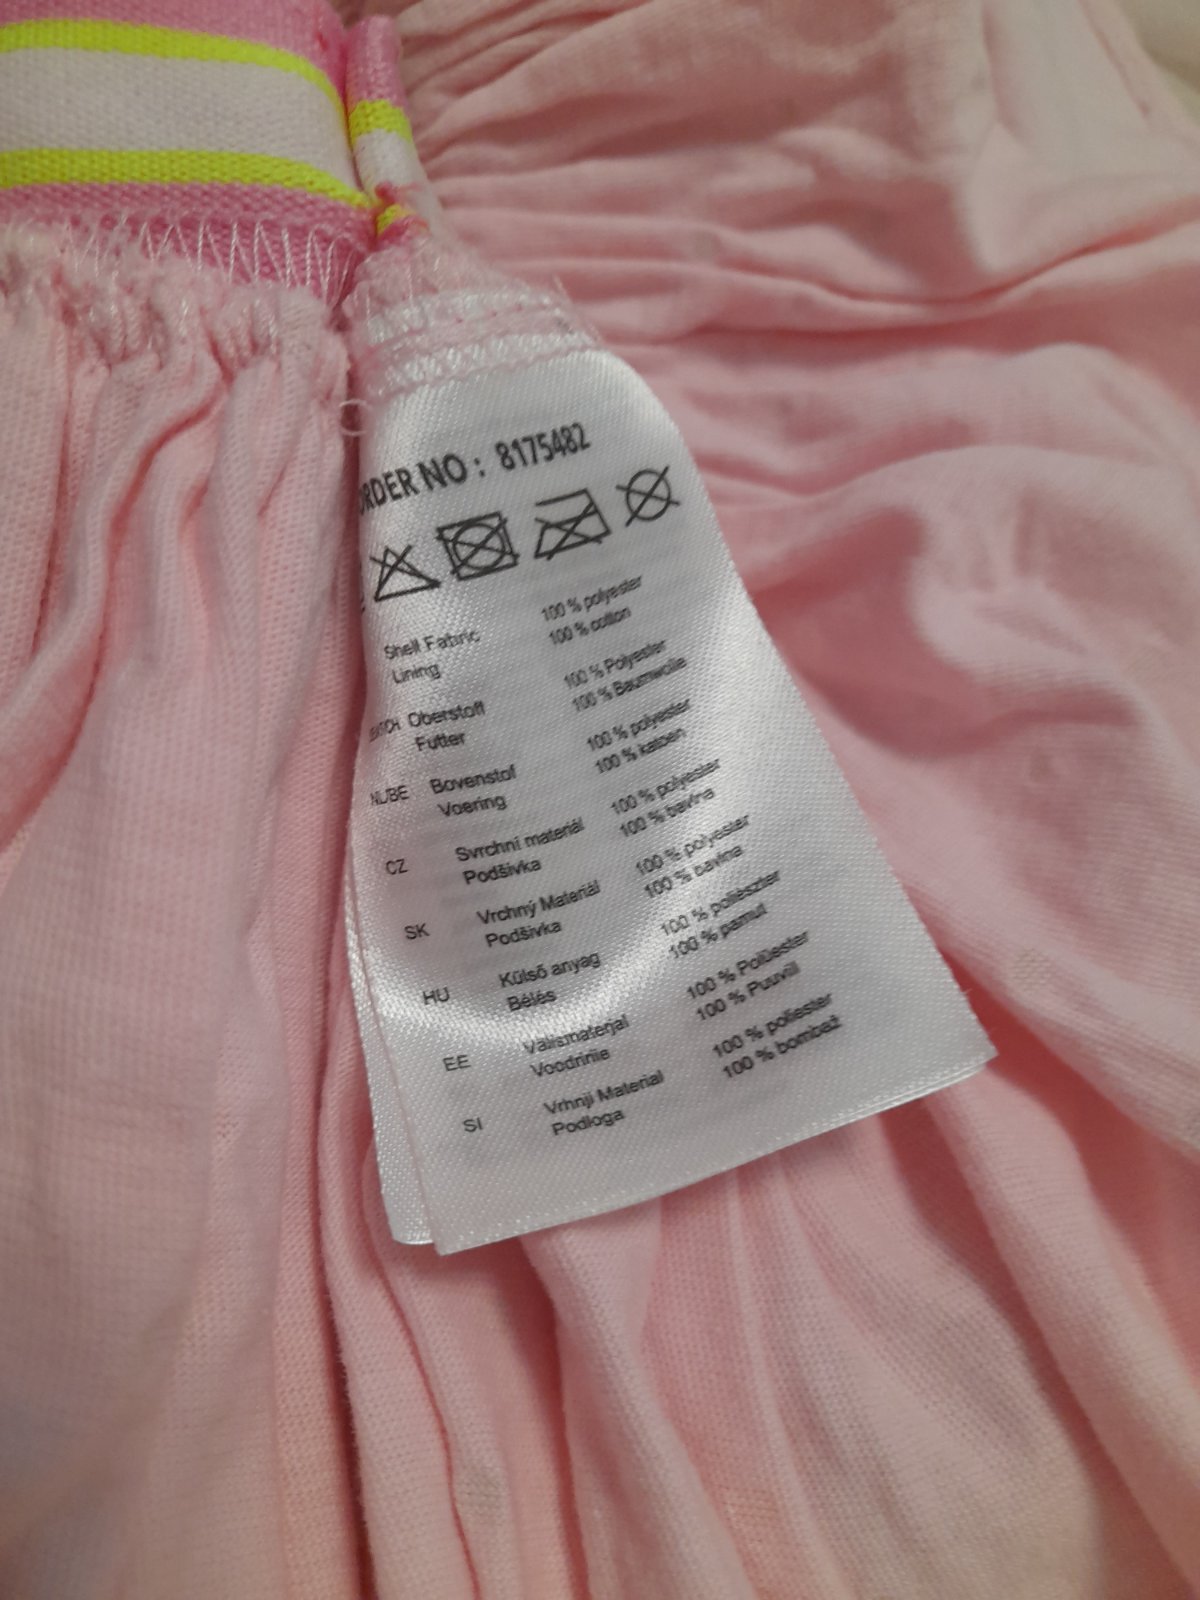 ORDER NO : 8175482
Shell Fabric 100 % polyester
Lining 100 % cotton
Oberstoff 100 % Polyester
Futter 100 % Baumwolle
NL/BE Bovenstof 100 % polyester
Voering 100 % katoen
CZ Svrchní materiál 100 % polyester
Podšívka 100 % bavlna
SK Vrchný Materiál 100 % polyester
Podšívka 100 % bavlna
HU Külső anyag 100 % poliészter
Bélés 100 % pamut
EE Välismaterjal 100 % Polüester
Voodriide 100 % Puuvill
SI Vrhnji Material 100 % poliester
Podloga 100 % bombaž